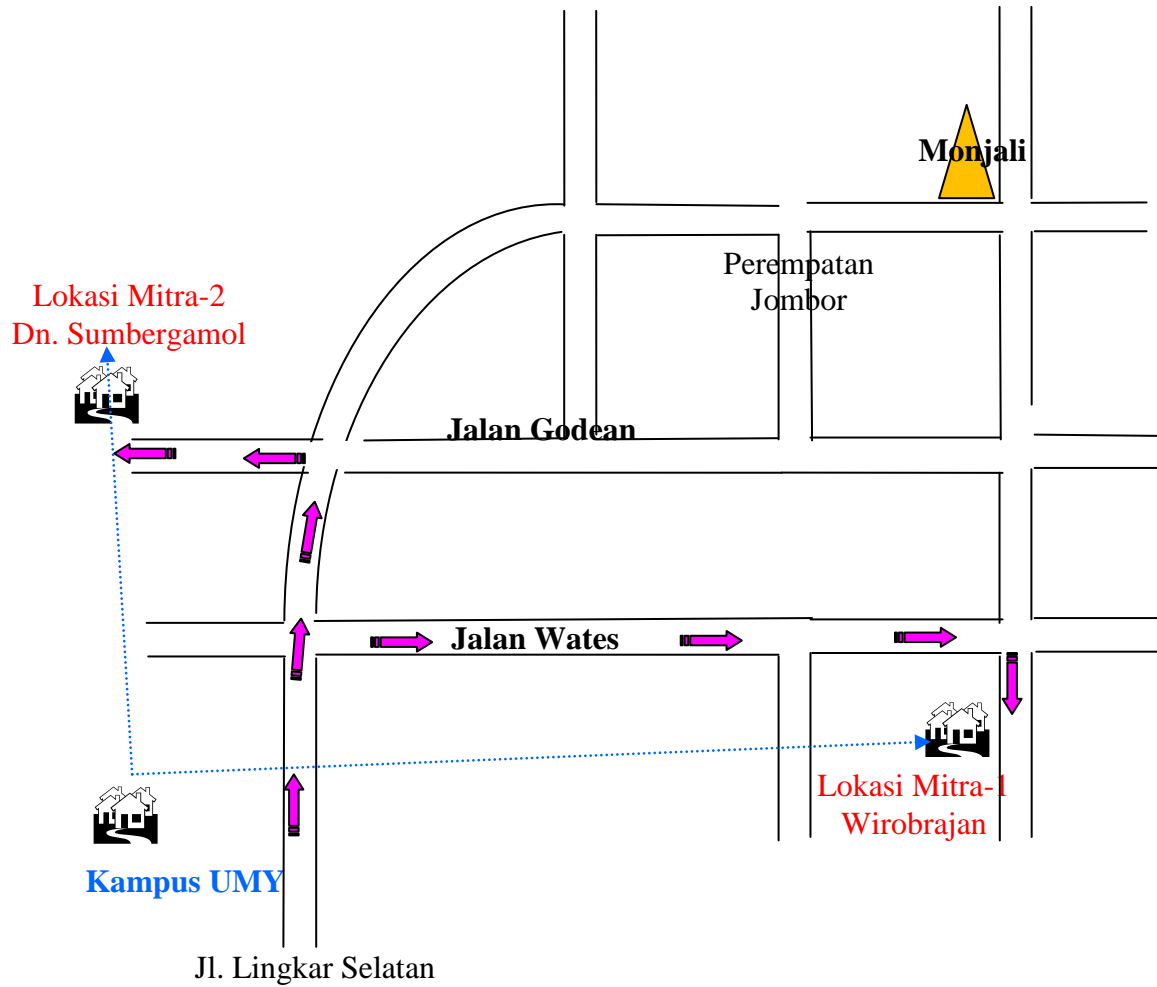 Monjali
Perempatan
Jombor
Lokasi Mitra-2
Dn. Sumbergamol
Jalan Godean
Jalan Wates
Lokasi Mitra-1
Wirobrajan
Kampus UMY
Jl. Lingkar Selatan